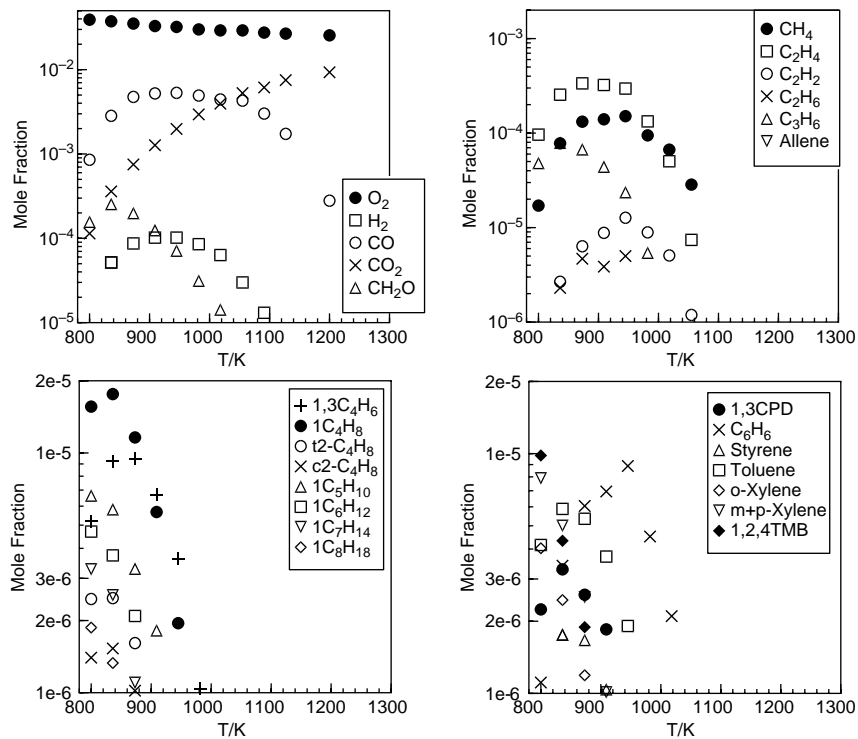 10⁻²
10⁻³
10⁻⁴
10⁻⁵
Mole Fraction
800 900 1000 1100 1200 1300
T/K
O₂
H₂
CO
CO₂
CH₂O
10⁻³
10⁻⁴
10⁻⁵
10⁻⁶
Mole Fraction
800 900 1000 1100 1200 1300
T/K
CH₄
C₂H₄
C₂H₂
C₂H₆
C₃H₆
Allene
2e-5
1e-5
3e-6
2e-6
1e-6
Mole Fraction
800 900 1000 1100 1200 1300
T/K
1,3C₄H₆
1C₄H₈
t2-C₄H₈
c2-C₄H₈
1C₅H₁₀
1C₆H₁₂
1C₇H₁₄
1C₈H₁₈
2e-5
1e-5
3e-6
2e-6
1e-6
Mole Fraction
800 900 1000 1100 1200 1300
T/K
1,3CPD
C₆H₆
Styrene
Toluene
o-Xylene
m+p-Xylene
1,2,4TMB